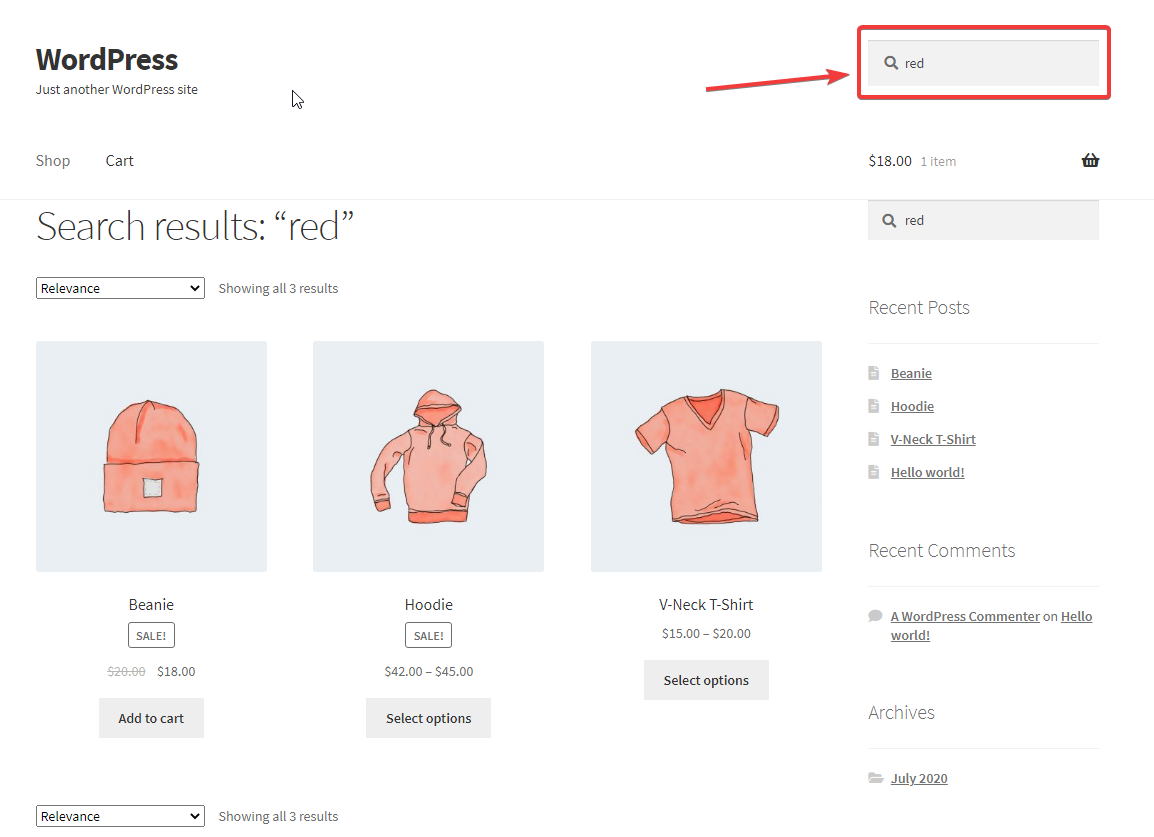 WordPress
Just another WordPress site
red
Shop
Cart
$18.00 1 item
Search results: “red”
red
Relevance
Showing all 3 results
Beanie
SALE!
$20.00 $18.00
Add to cart
Hoodie
SALE!
$42.00 – $45.00
Select options
V-Neck T-Shirt
$15.00 – $20.00
Select options
Relevance
Showing all 3 results
Recent Posts
Beanie
Hoodie
V-Neck T-Shirt
Hello world!
Recent Comments
A WordPress Commenter on Hello
world!
Archives
July 2020